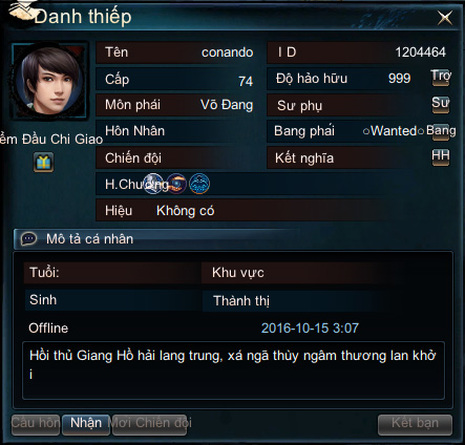 Danh thiếp
Tên conando I D 1204464
Cấp 74 Độ hảo hữu 999 Trợ
Môn phái Võ Đang Sư phụ Sư
Hôn Nhân Bang phái ○Wanted○ Bang
ểm Đầu Chi Giao
Chiến đội Kết nghĩa HH
H.Chương
Hiệu Không có
Mô tả cá nhân
Tuổi: Khu vực
Sinh Thành thị
Offline 2016-10-15 3:07
Hồi thủ Giang Hồ hải lang trung, xá ngã thùy ngâm thương lan khở
i
Cầu hôn Nhận Mời Chiến đội Kết bạn